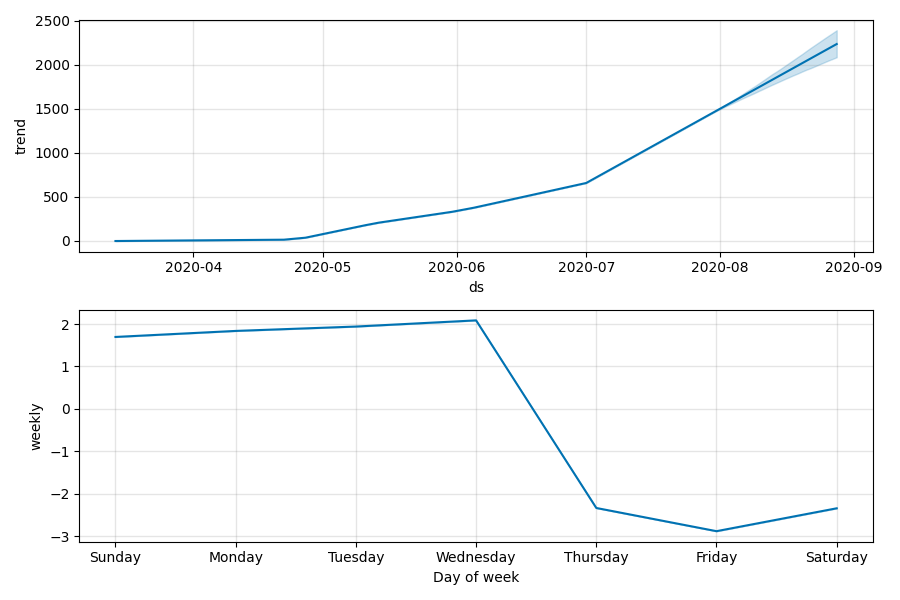 2500
2000
1500
1000
500
0
trend
2020-04 2020-05 2020-06 2020-07 2020-08 2020-09
ds
2
1
0
−1
−2
−3
weekly
Sunday Monday Tuesday Wednesday Thursday Friday Saturday
Day of week